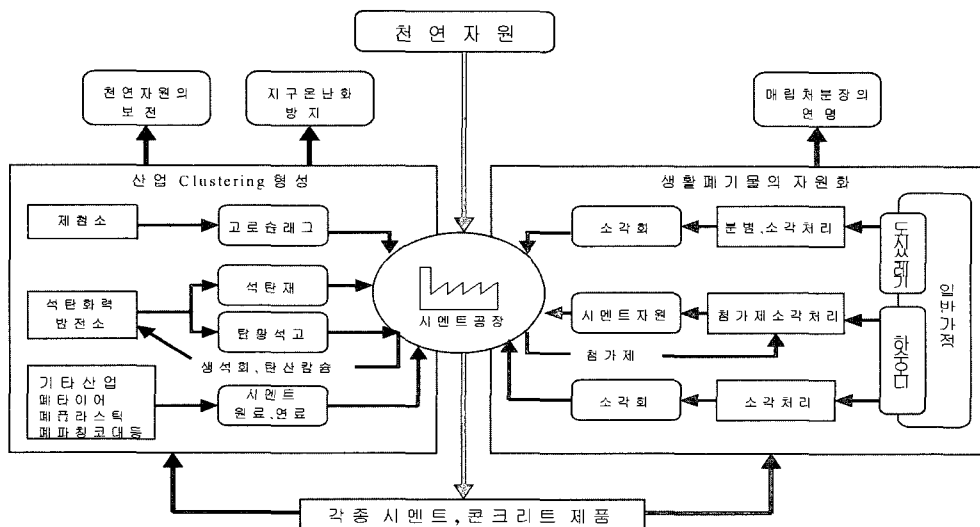 천연자원
천연자원의
보전
지구온난화
방지
매립처분장의
연명
산업 Clustering 형성
제철소
고로슬래그
석탄화력
발전소
석탄재
탈황석고
생석회,탄산칼슘
기타산업
폐타이어
폐플라스틱
폐파칭코대등
시멘트
원료,연료
시멘트공장
생활폐기물의 자원화
소각회
분별,소각처리
도시쓰레기
시멘트자원
첨가제소각처리
첨가제
하수오니
일반가정
소각회
소각처리
각종 시멘트,콘크리트 제품